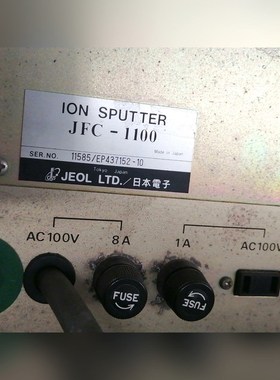 ION SPUTTER
JFC-1100
Made in Japan
SER.NO 11585/EP437152-10
Tokyo Japan
JEOL LTD./日本電子
AC100V 8A 1A AC100V
FUSE FUSE